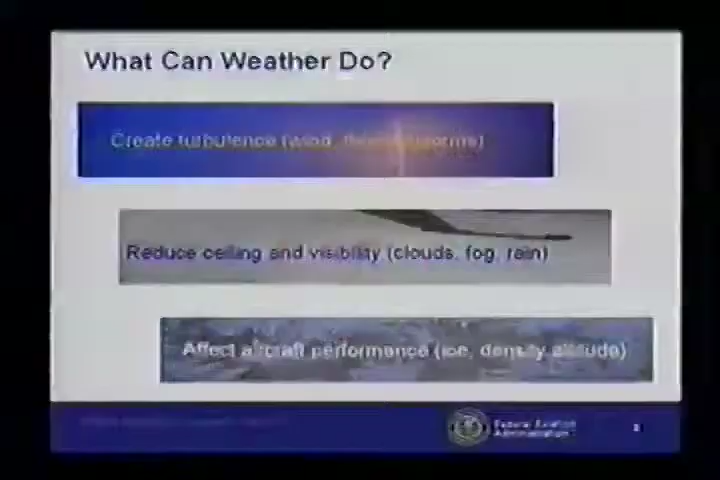 What Can Weather Do?
Create turbulence (wind, thunderstorms)
Reduce ceiling and visibility (clouds, fog, rain)
Affect aircraft performance (ice, density altitude)
Federal Aviation
Administration